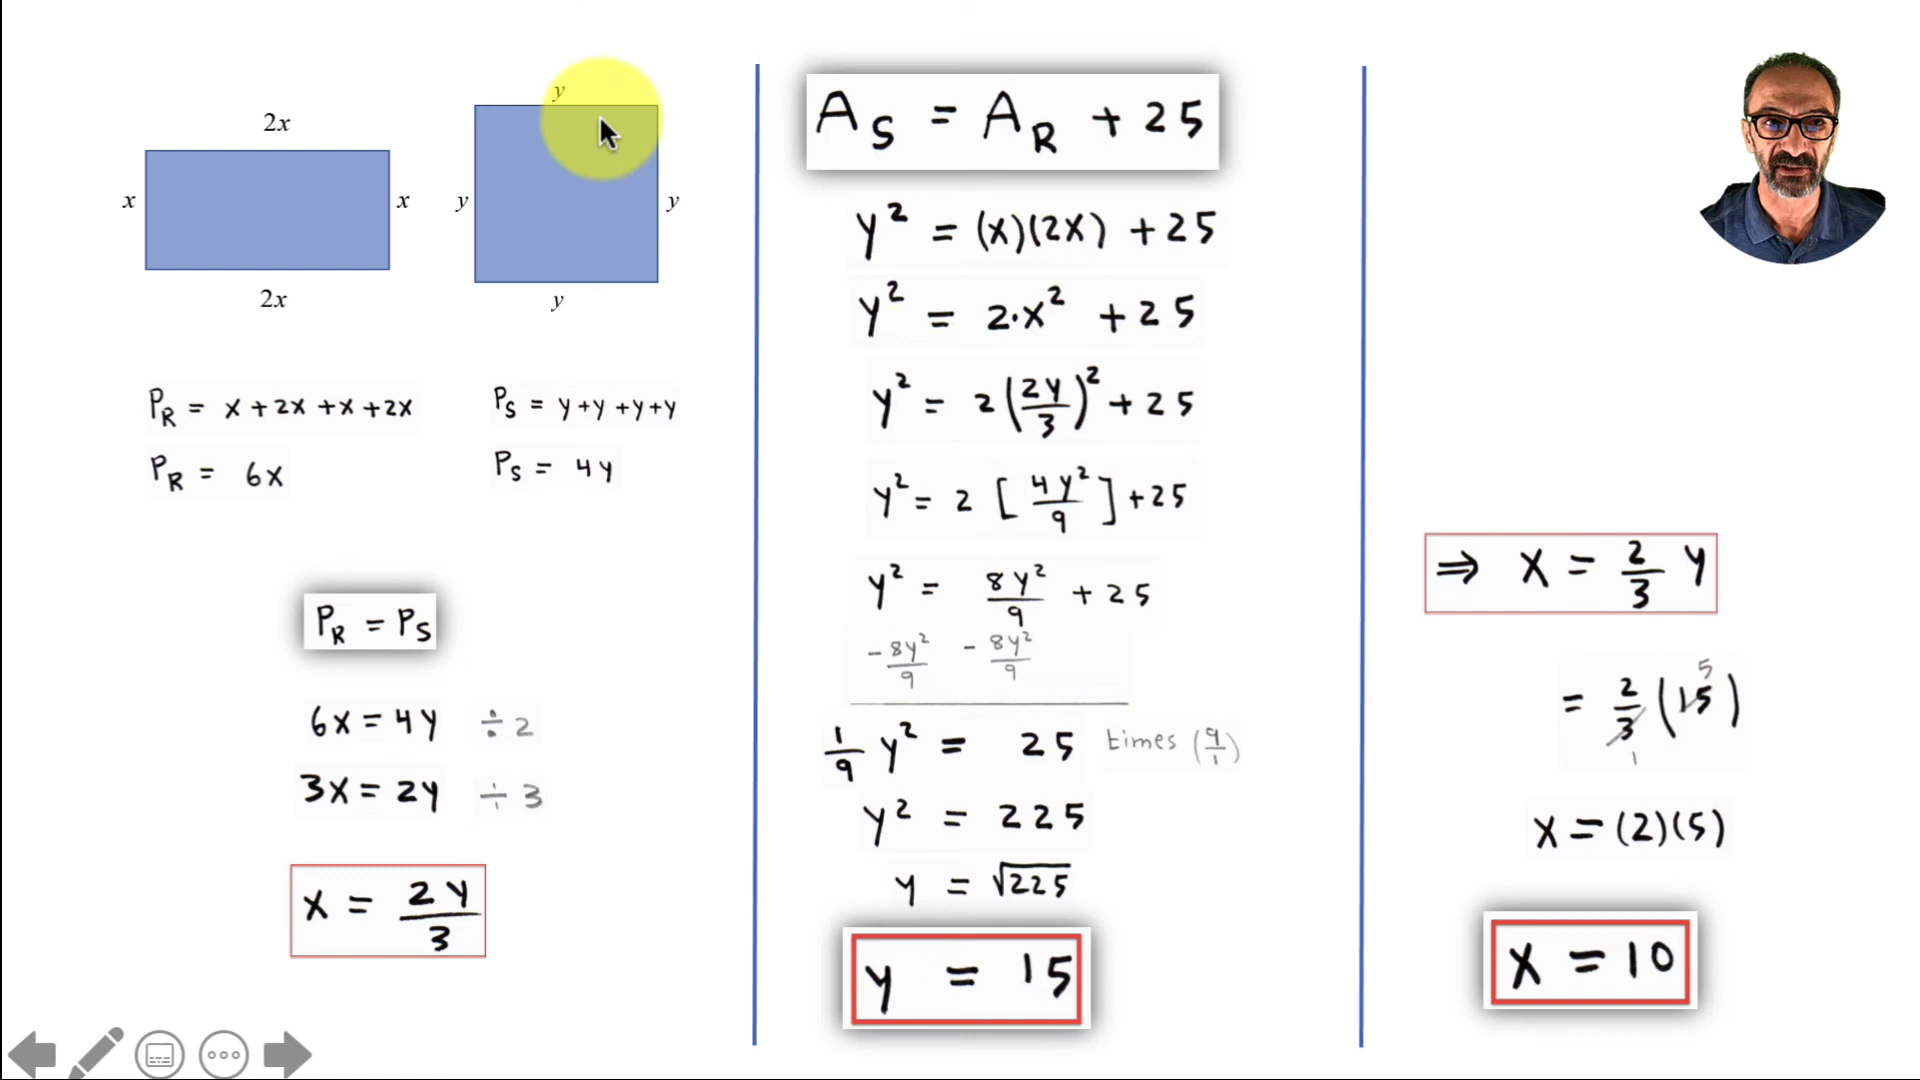 2x
x
x
2x
y
y
y
y
P_R = x + 2x + x + 2x
P_R = 6x
P_S = y + y + y + y
P_S = 4y
P_R = P_S
6x = 4y ÷ 2
3x = 2y ÷ 3
x = 2y/3
A_S = A_R + 25
y² = (x)(2x) + 25
y² = 2·x² + 25
y² = 2(2y/3)² + 25
y² = 2[4y²/9] + 25
y² = 8y²/9 + 25
- 8y²/9 - 8y²/9
1/9 y² = 25 times (9/1)
y² = 225
y = √225
y = 15
⇒ x = 2/3 y
5
= 2/3 (15)
1
x = (2)(5)
x = 10